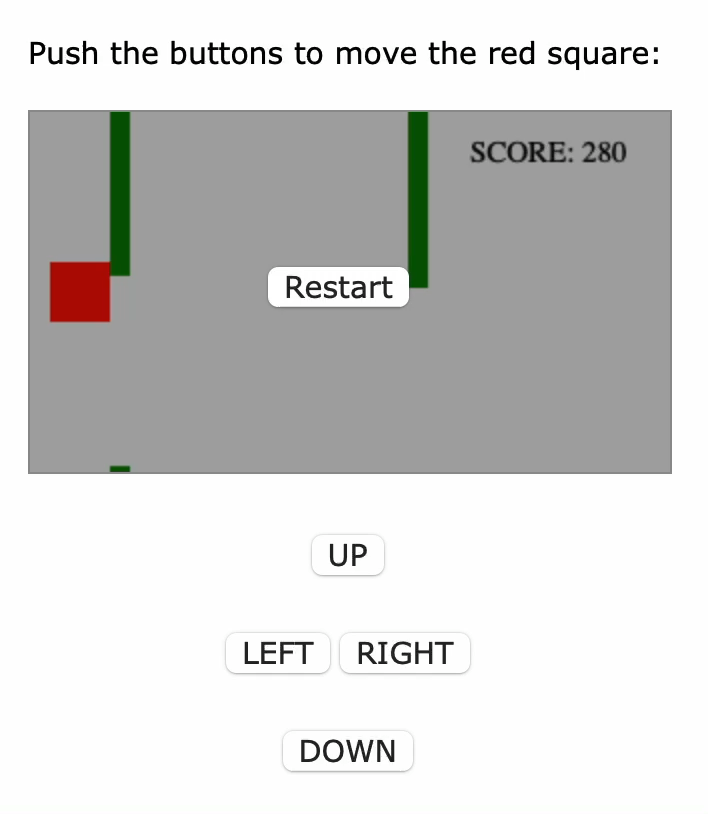 Push the buttons to move the red square:
SCORE: 280
Restart
UP
LEFT RIGHT
DOWN